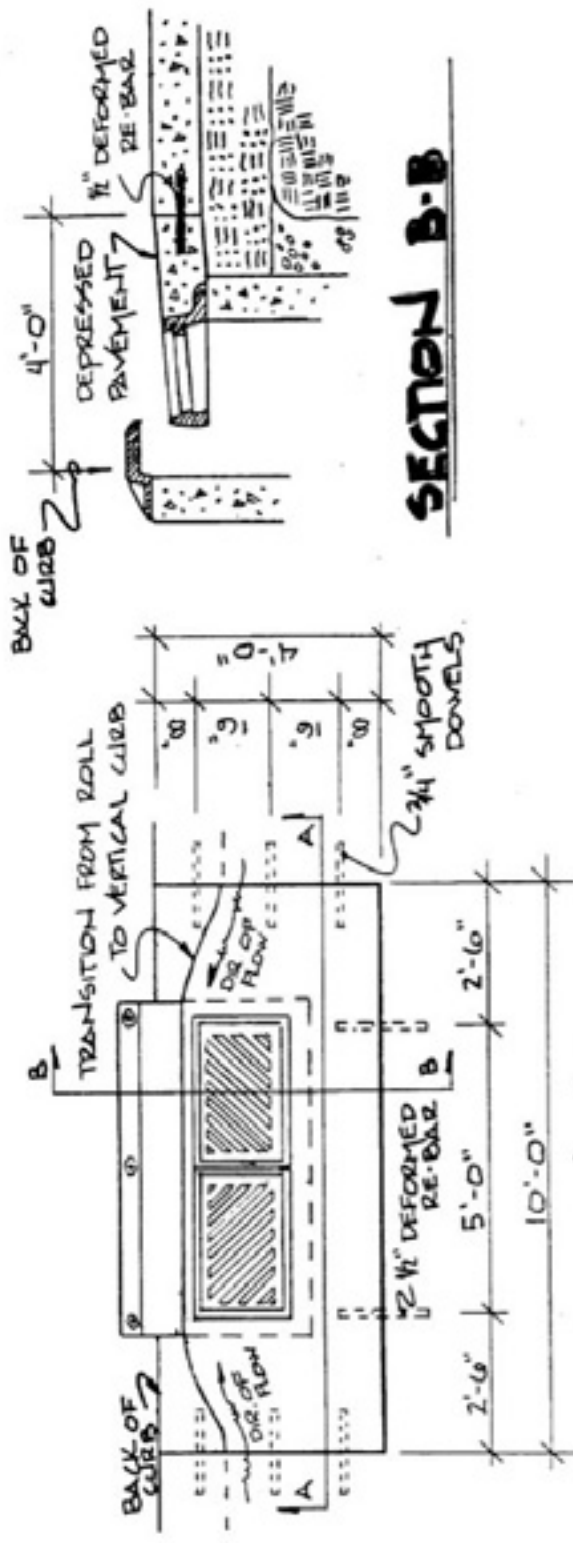 BACK OF
CURB
TRANSITION FROM ROLL
TO VERTICAL CURB
B
DIR. OF
FLOW
DIR OF
FLOW
A
A
8"
16"
16"
8"
4'-0"
3/4" SMOOTH
DOWELS
B
2 1/2" DEFORMED
RE-BAR
2'-6"
5'-0"
2'-6"
10'-0"
BACK OF
CURB
4'-0"
DEPRESSED
PAVEMENT
1/2" DEFORMED
RE-BAR
SECTION B-B